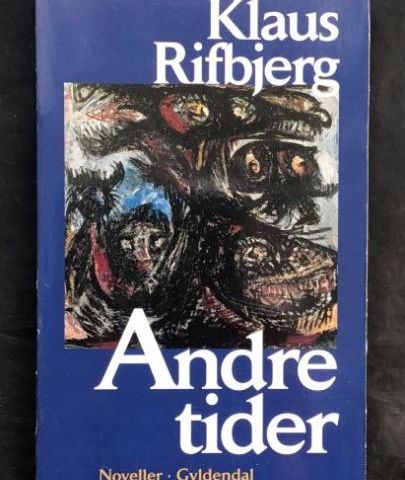 Klaus
Rifbjerg
Andre
tider
Noveller · Gyldendal